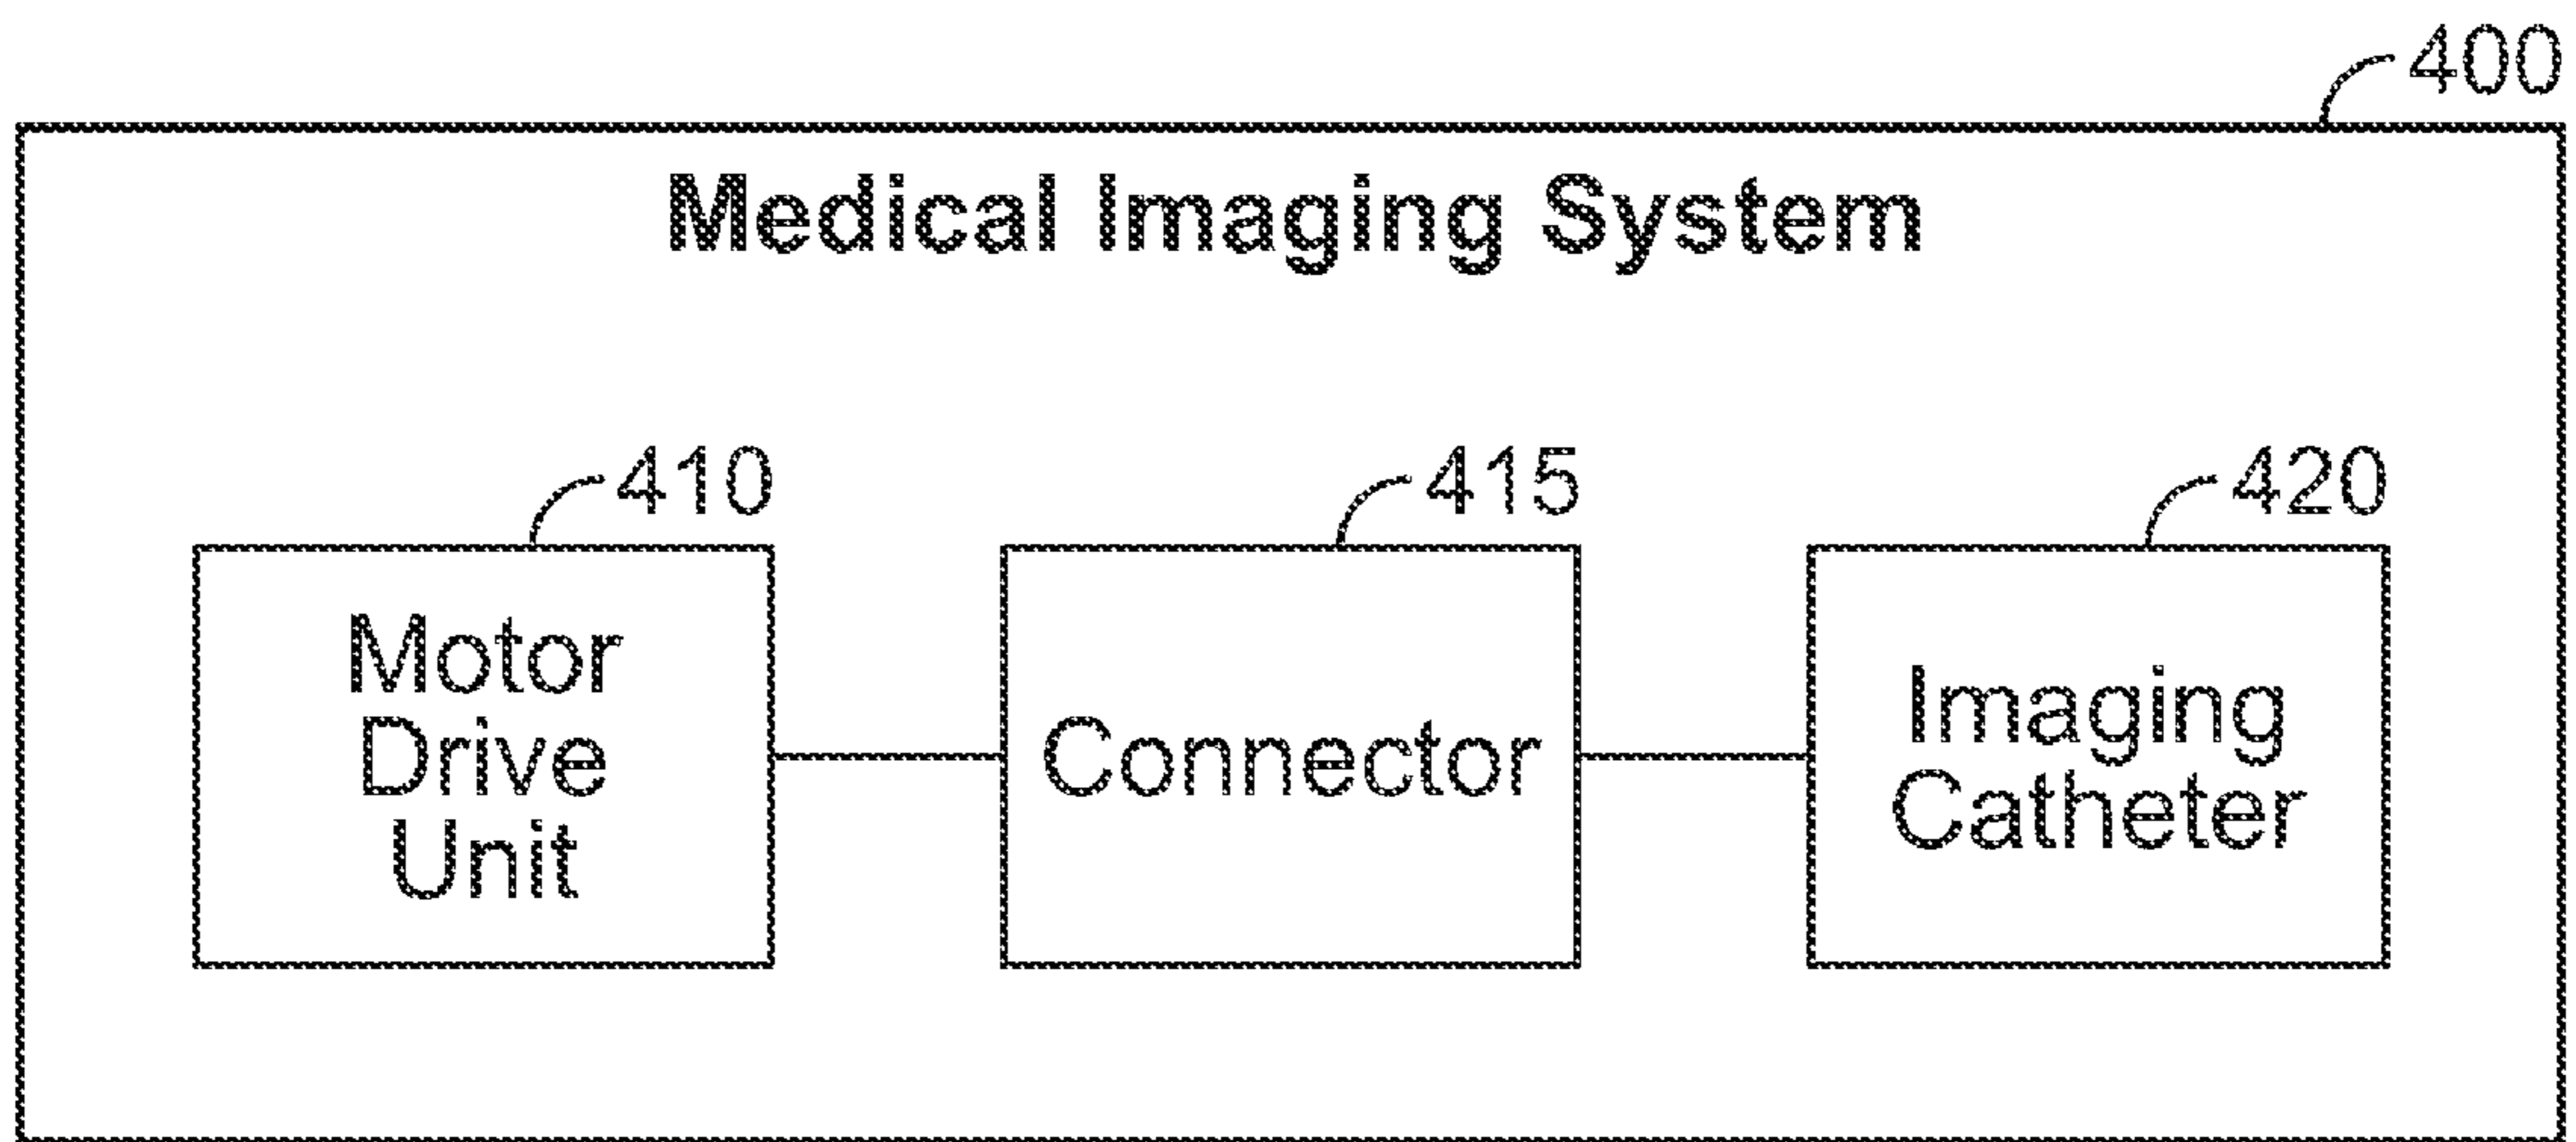 400
Medical Imaging System
410
415
420
Motor
Drive
Unit
Connector
Imaging
Catheter